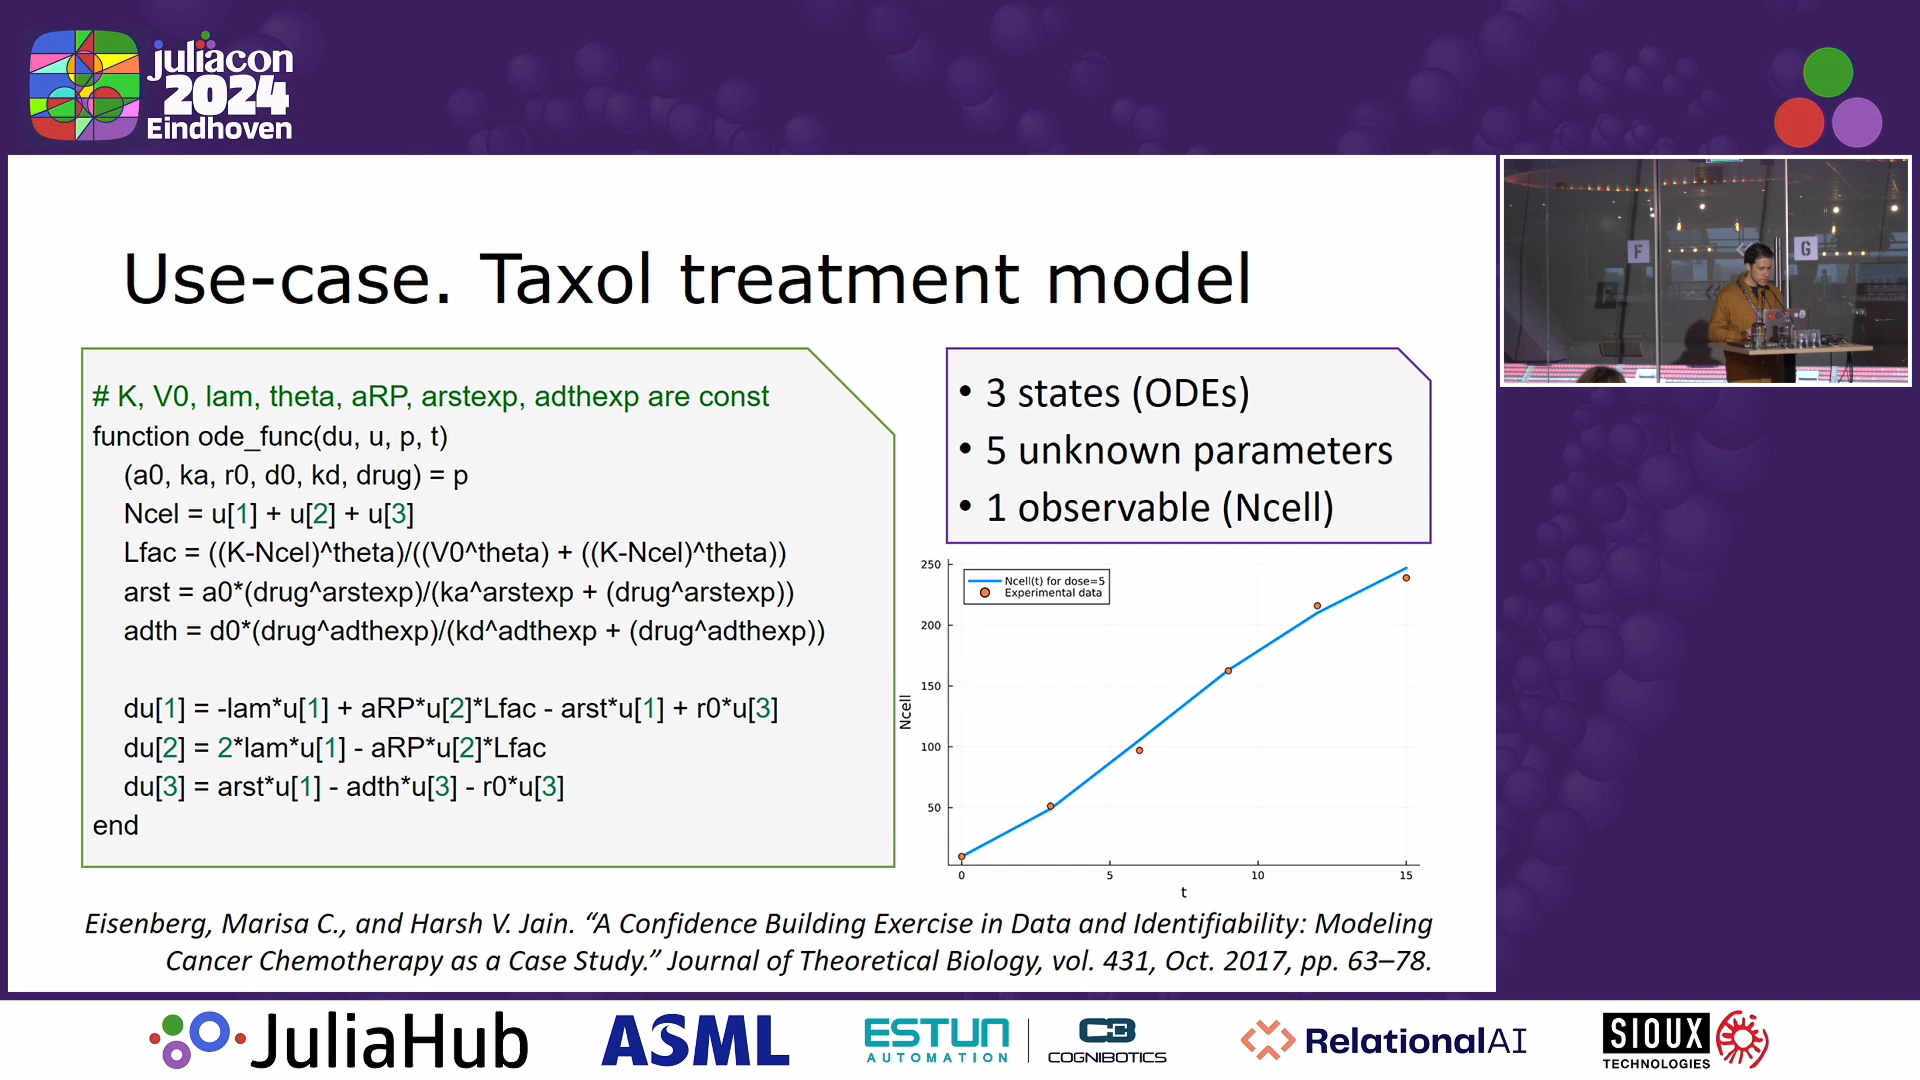 juliacon
2024
Eindhoven
F
G
Use-case. Taxol treatment model
# K, V0, lam, theta, aRP, arstexp, adthexp are const
function ode_func(du, u, p, t)
(a0, ka, r0, d0, kd, drug) = p
Ncel = u[1] + u[2] + u[3]
Lfac = ((K-Ncel)^theta)/((V0^theta) + ((K-Ncel)^theta))
arst = a0*(drug^arstexp)/(ka^arstexp + (drug^arstexp))
adth = d0*(drug^adthexp)/(kd^adthexp + (drug^adthexp))
du[1] = -lam*u[1] + aRP*u[2]*Lfac - arst*u[1] + r0*u[3]
du[2] = 2*lam*u[1] - aRP*u[2]*Lfac
du[3] = arst*u[1] - adth*u[3] - r0*u[3]
end
• 3 states (ODEs)
• 5 unknown parameters
• 1 observable (Ncell)
Ncell(t) for dose=5
Experimental data
250
200
150
100
50
Ncell
0 5 10 15
t
Eisenberg, Marisa C., and Harsh V. Jain. “A Confidence Building Exercise in Data and Identifiability: Modeling
Cancer Chemotherapy as a Case Study.” Journal of Theoretical Biology, vol. 431, Oct. 2017, pp. 63–78.
JuliaHub
ASML
ESTUN
AUTOMATION
COGNIBOTICS
RelationalAI
SIOUX
TECHNOLOGIES